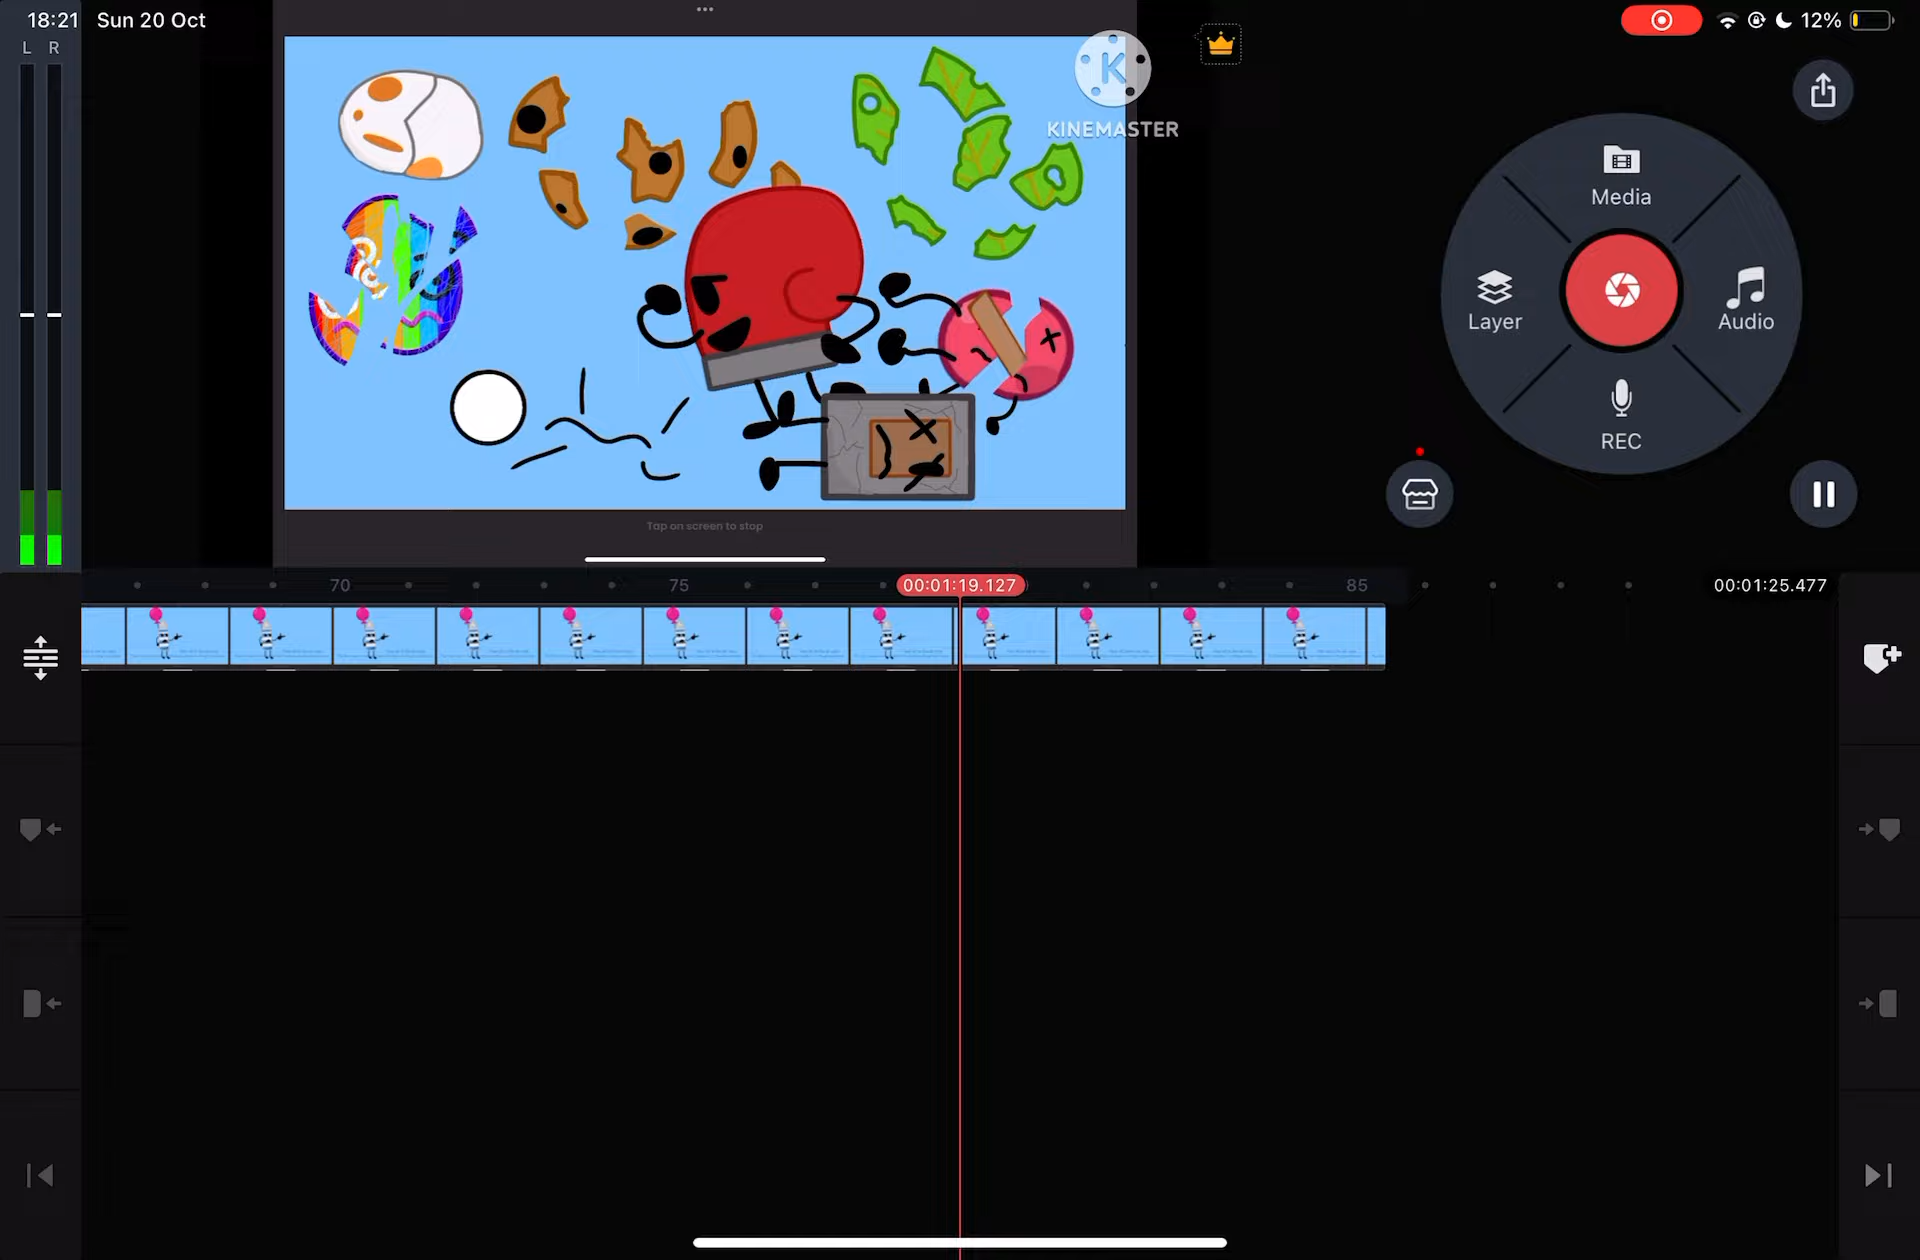 18:21 Sun 20 Oct
12%
L R
K
KINEMASTER
Media
Layer
Audio
REC
Tap on screen to stop
70
75
00:01:19.127
85
00:01:25.477